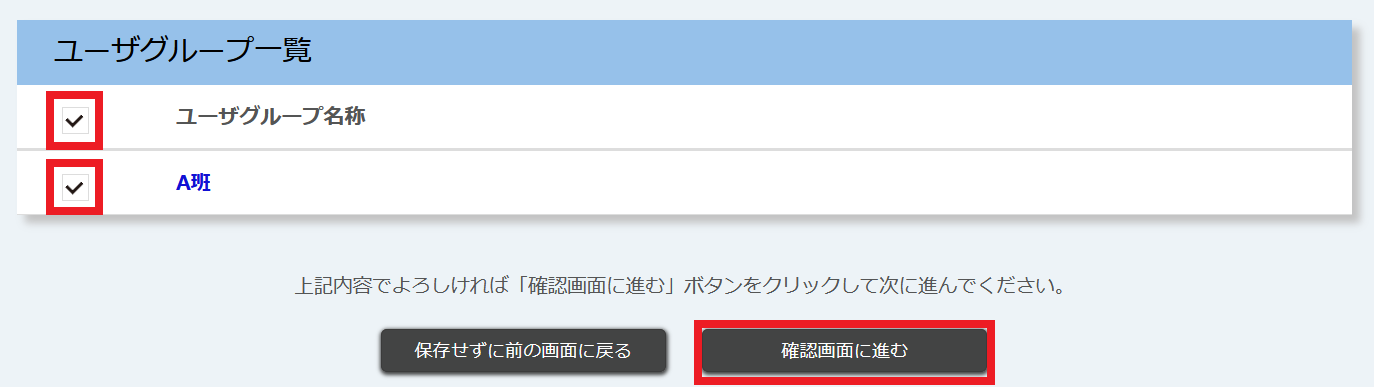 ユーザグループ一覧
ユーザグループ名称
A班
上記内容でよろしければ「確認画面に進む」ボタンをクリックして次に進んでください。
保存せずに前の画面に戻る
確認画面に進む